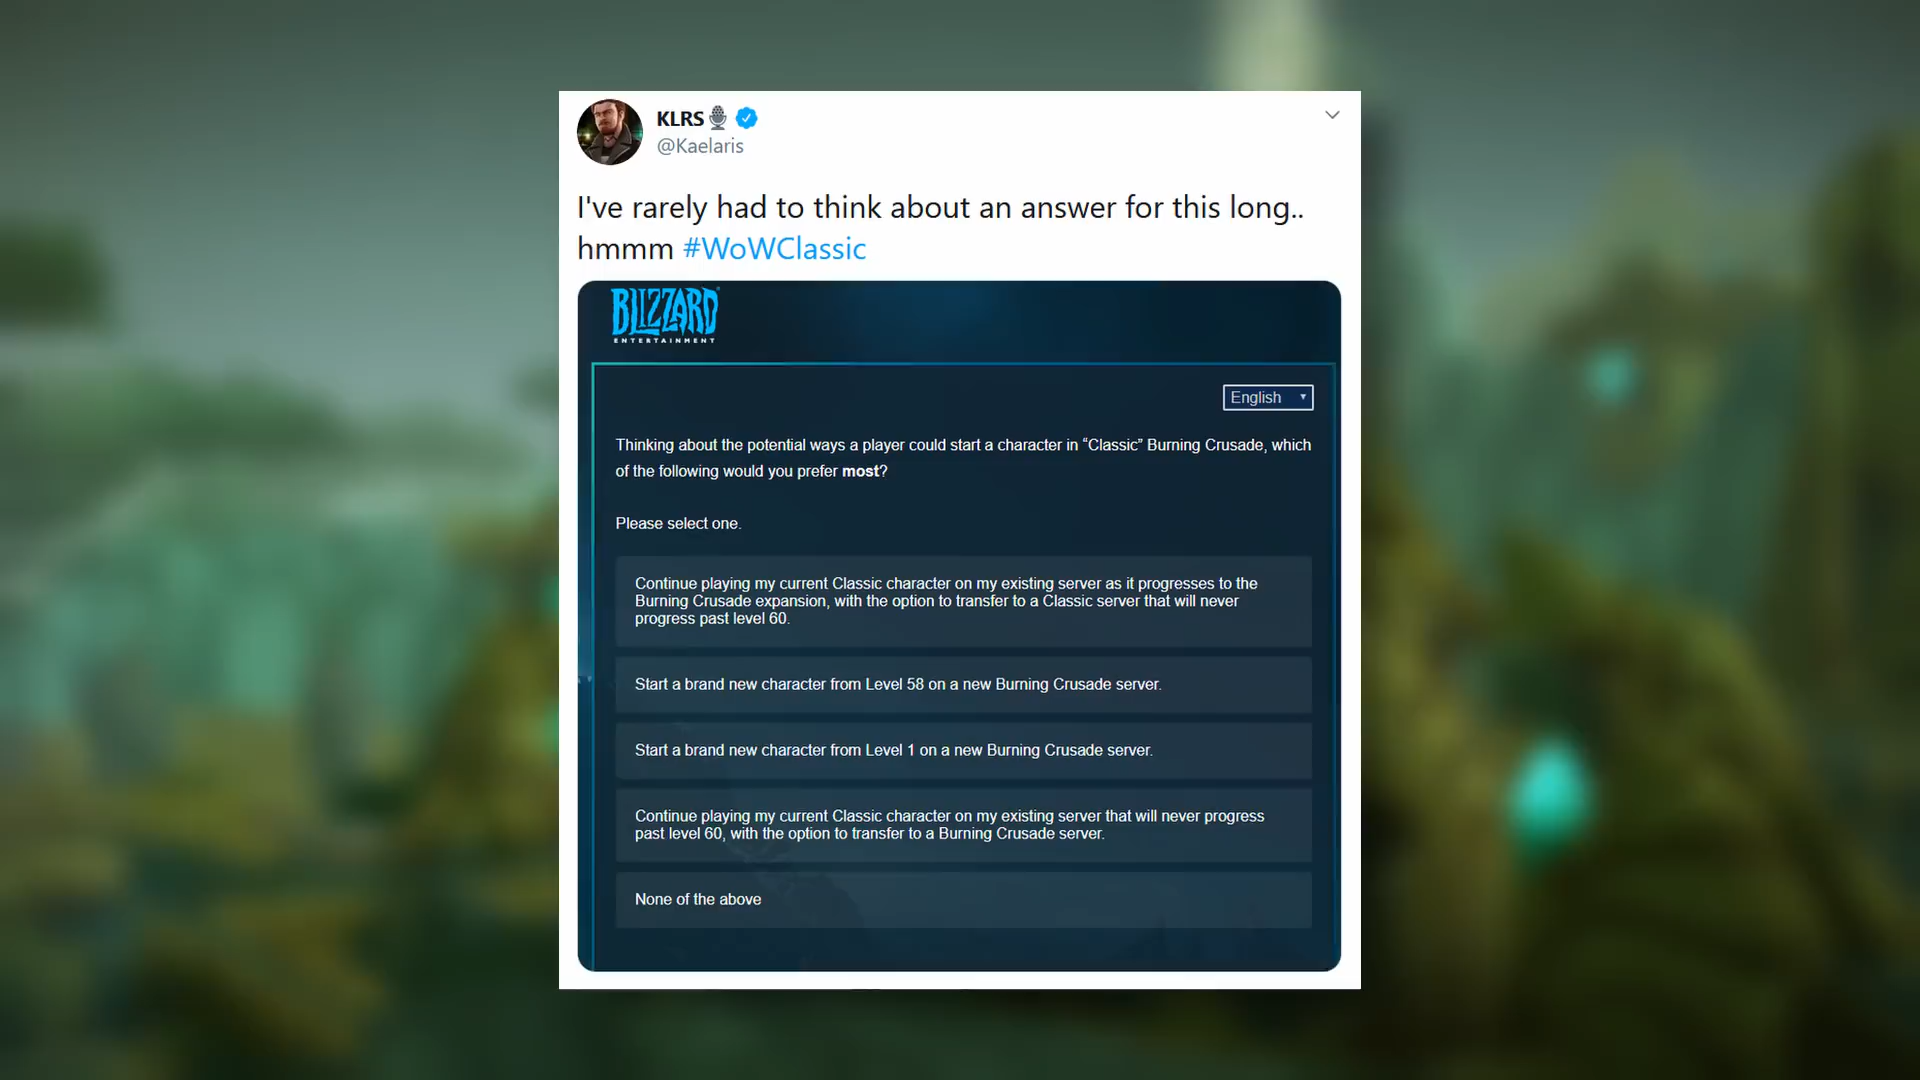 KLRS
@Kaelaris
I've rarely had to think about an answer for this long..
hmmm #WoWClassic
BLIZZARD
ENTERTAINMENT
English
Thinking about the potential ways a player could start a character in “Classic” Burning Crusade, which
of the following would you prefer most?
Please select one.
Continue playing my current Classic character on my existing server as it progresses to the
Burning Crusade expansion, with the option to transfer to a Classic server that will never
progress past level 60.
Start a brand new character from Level 58 on a new Burning Crusade server.
Start a brand new character from Level 1 on a new Burning Crusade server.
Continue playing my current Classic character on my existing server that will never progress
past level 60, with the option to transfer to a Burning Crusade server.
None of the above